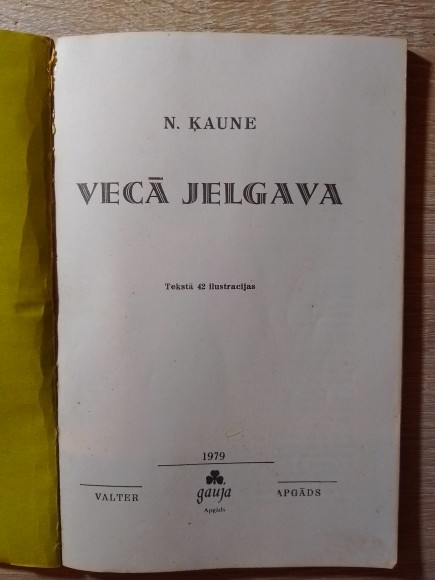 N. ĶAUNE
VECĀ JELGAVA
Tekstā 42 ilustracijas
1979
VALTER
gauja
Apgāds
APGĀDS